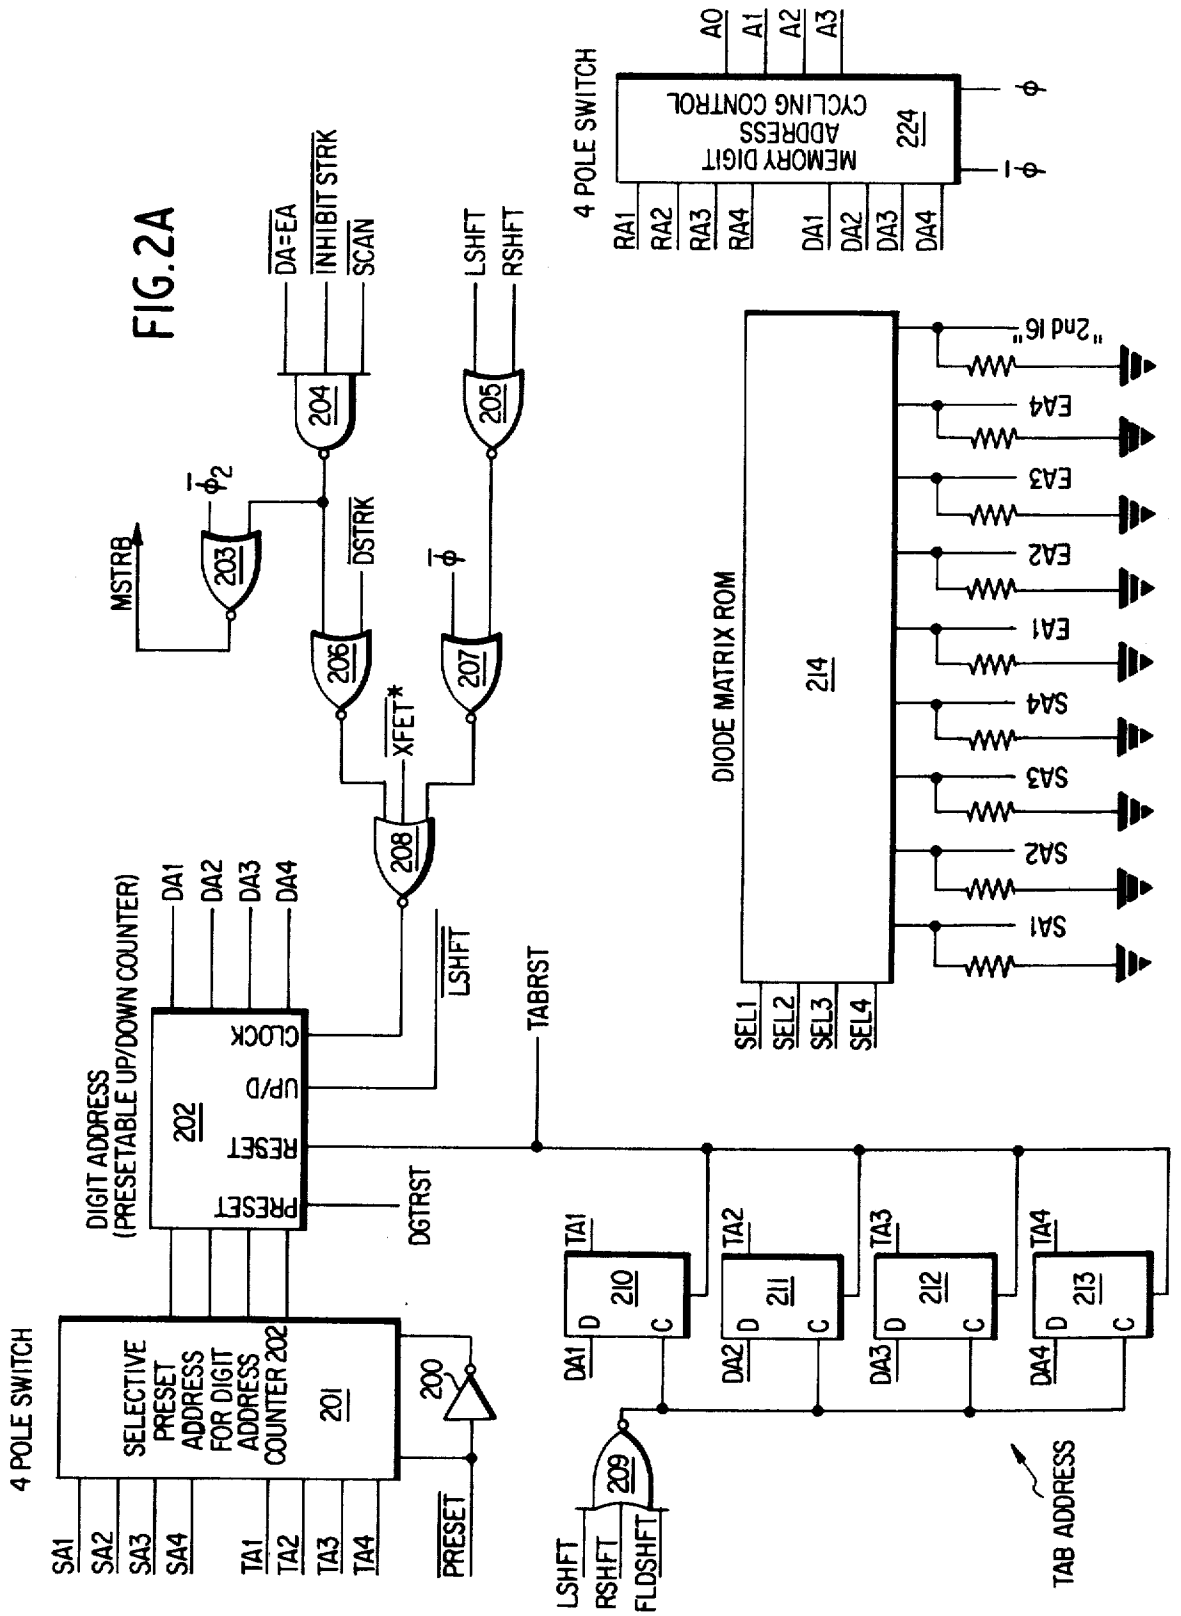 FIG.2A
4 POLE SWITCH
SELECTIVE
PRESET
ADDRESS
FOR DIGIT
ADDRESS
COUNTER 202
201
SA1
SA2
SA3
SA4
TA1
TA2
TA3
TA4
PRESET
200
DIGIT ADDRESS
(PRESETABLE UP/DOWN COUNTER)
202
PRESET
RESET
UP/D
CLOCK
DA1
DA2
DA3
DA4
DGTRST
TABRST
LSHFT
208
XFET*
206
207
DSTRK
φ
MSTRB
203
φ2
204
DA=EA
INHIBIT STRK
SCAN
205
LSHFT
RSHFT
LSHFT
RSHFT
FLDSHFT
209
DA1
D
C
210
TA1
DA2
D
C
211
TA2
DA3
D
C
212
TA3
DA4
D
C
213
TA4
TAB ADDRESS
DIODE MATRIX ROM
214
SEL1
SEL2
SEL3
SEL4
SA1
SA2
SA3
SA4
EA1
EA2
EA3
EA4
"2nd 16"
4 POLE SWITCH
MEMORY DIGIT
ADDRESS
CYCLING CONTROL
224
RA1
RA2
RA3
RA4
DA1
DA2
DA3
DA4
A0
A1
A2
A3
φ
φ